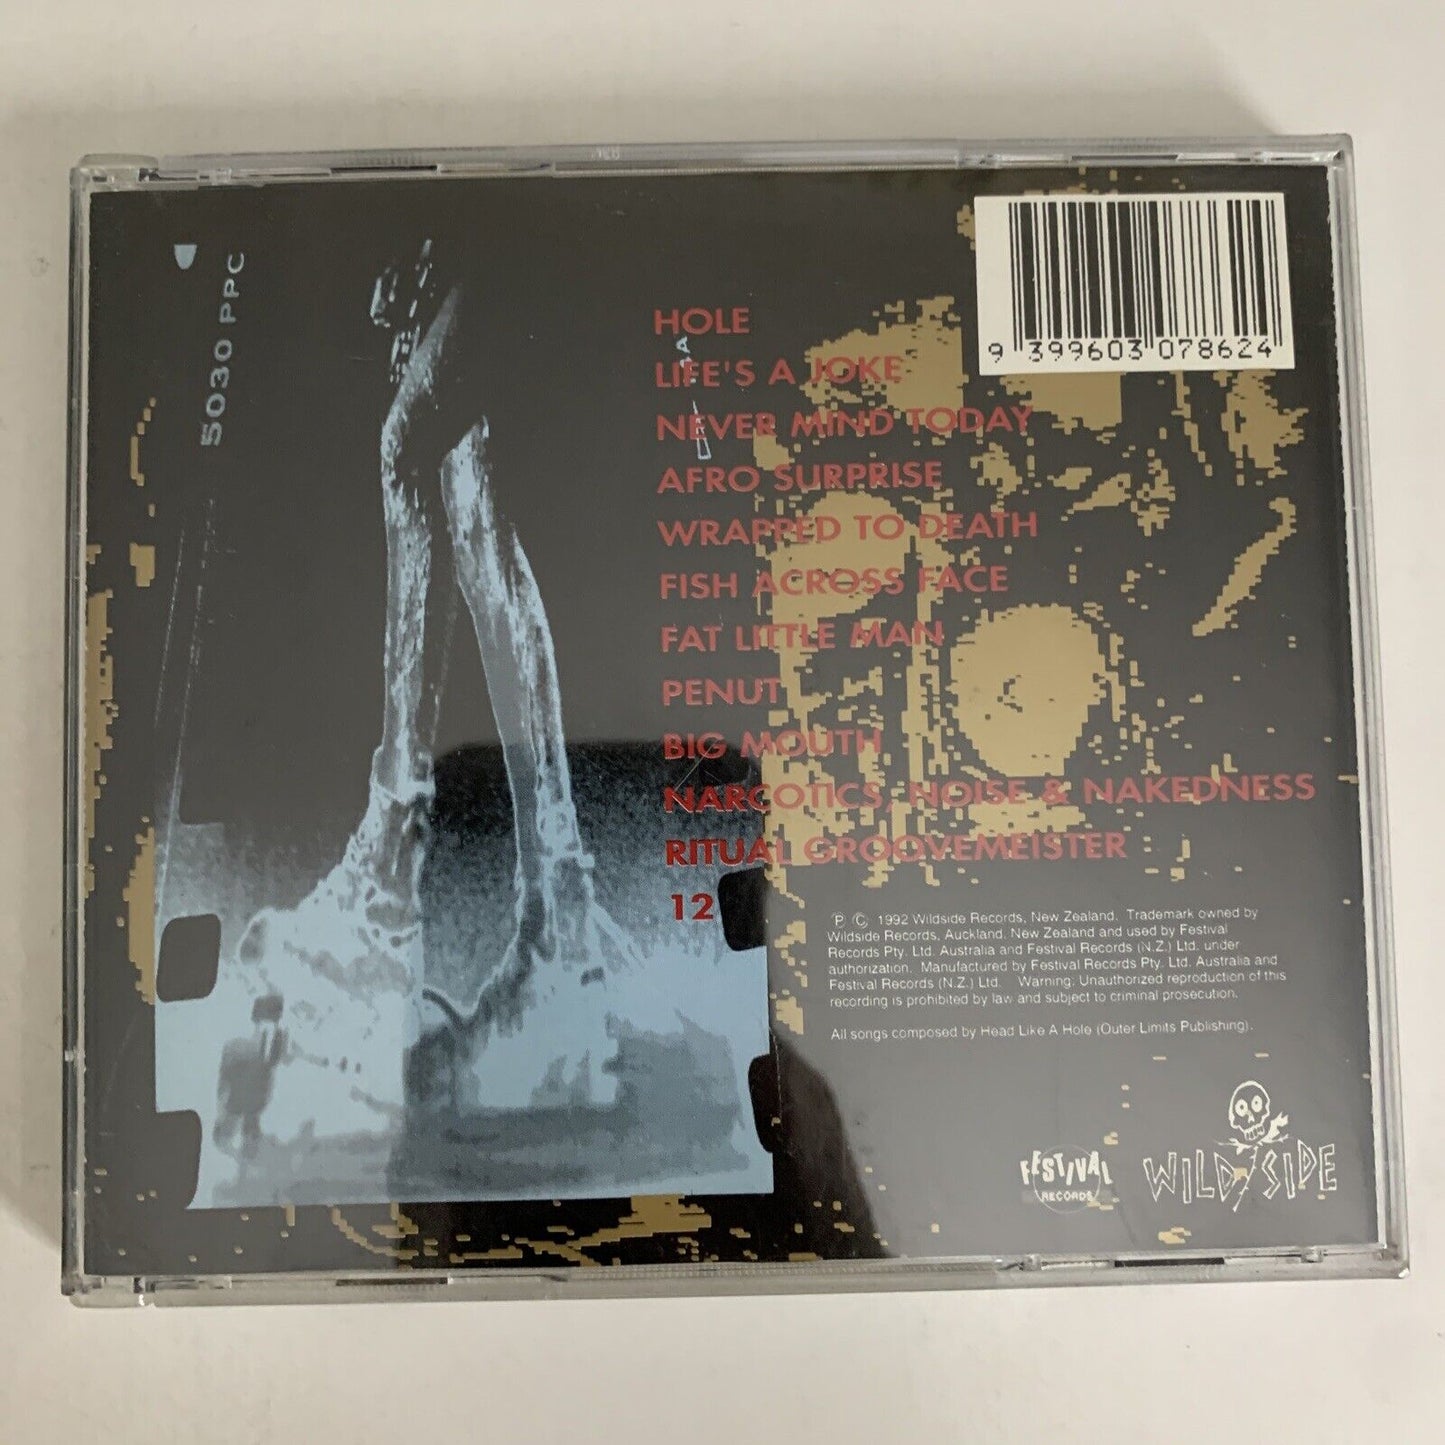 5030 PPC
9 399603 078624
HOLE
LIFE'S A JOKE
NEVER MIND TODAY
AFRO SURPRISE
WRAPPED TO DEATH
FISH ACROSS FACE
FAT LITTLE MAN
PENUT
BIG MOUTH
NARCOTICS, NOISE & NAKEDNESS
RITUAL GROOVEMEISTER
12
Ⓟ © 1992 Wildside Records, New Zealand. Trademark owned by
Wildside Records, Auckland, New Zealand and used by Festival
Records Pty. Ltd. Australia and Festival Records (N.Z.) Ltd. under
authorization. Manufactured by Festival Records Pty. Ltd. Australia and
Festival Records (N.Z.) Ltd. Warning: Unauthorized reproduction of this
recording is prohibited by law and subject to criminal prosecution.
All songs composed by Head Like A Hole (Outer Limits Publishing).
FESTIVAL
RECORDS
WILDSIDE